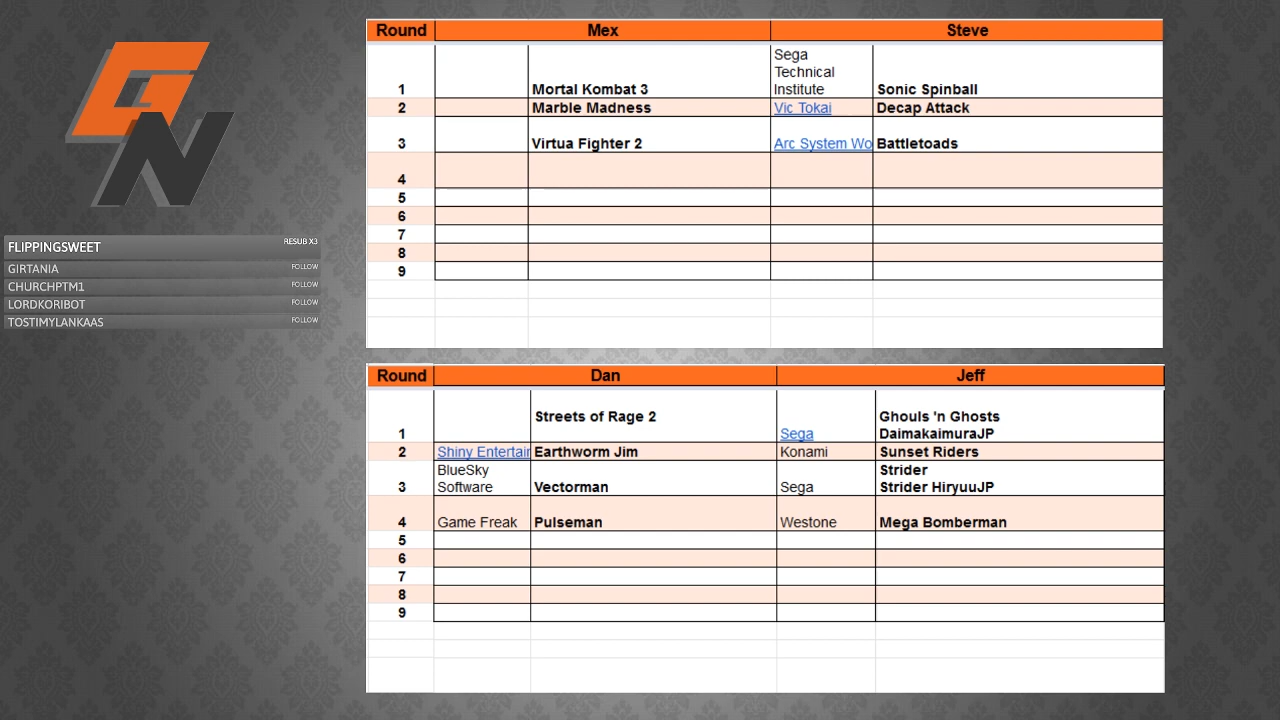 GN
FLIPPINGSWEET RESUB X3
GIRTANIA FOLLOW
CHURCHPTM1 FOLLOW
LORDKORIBOT FOLLOW
TOSTIMYLANKAAS FOLLOW
Round Mex Steve
Sega
Technical
1 Mortal Kombat 3 Institute Sonic Spinball
2 Marble Madness Vic Tokai Decap Attack
3 Virtua Fighter 2 Arc System Wo Battletoads
4
5
6
7
8
9
Round Dan Jeff
Streets of Rage 2 Ghouls 'n Ghosts
1 Sega DaimakaimuraJP
2 Shiny Entertain Earthworm Jim Konami Sunset Riders
BlueSky Strider
3 Software Vectorman Sega Strider HiryuuJP
4 Game Freak Pulseman Westone Mega Bomberman
5
6
7
8
9